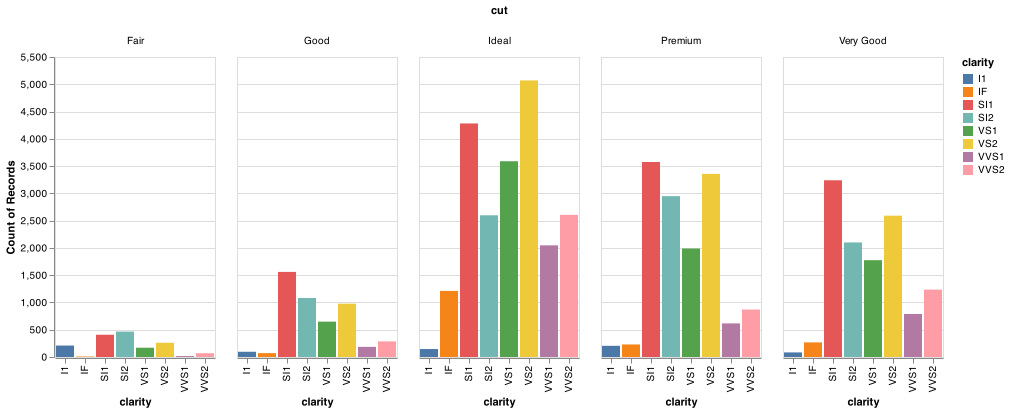 cut
Fair Good Ideal Premium Very Good
5,500
5,000
4,500
4,000
3,500
3,000
2,500
2,000
1,500
1,000
500
0
Count of Records
I1 IF SI1 SI2 VS1 VS2 VVS1 VVS2
I1 IF SI1 SI2 VS1 VS2 VVS1 VVS2
I1 IF SI1 SI2 VS1 VS2 VVS1 VVS2
I1 IF SI1 SI2 VS1 VS2 VVS1 VVS2
I1 IF SI1 SI2 VS1 VS2 VVS1 VVS2
clarity clarity clarity clarity clarity
clarity
I1
IF
SI1
SI2
VS1
VS2
VVS1
VVS2